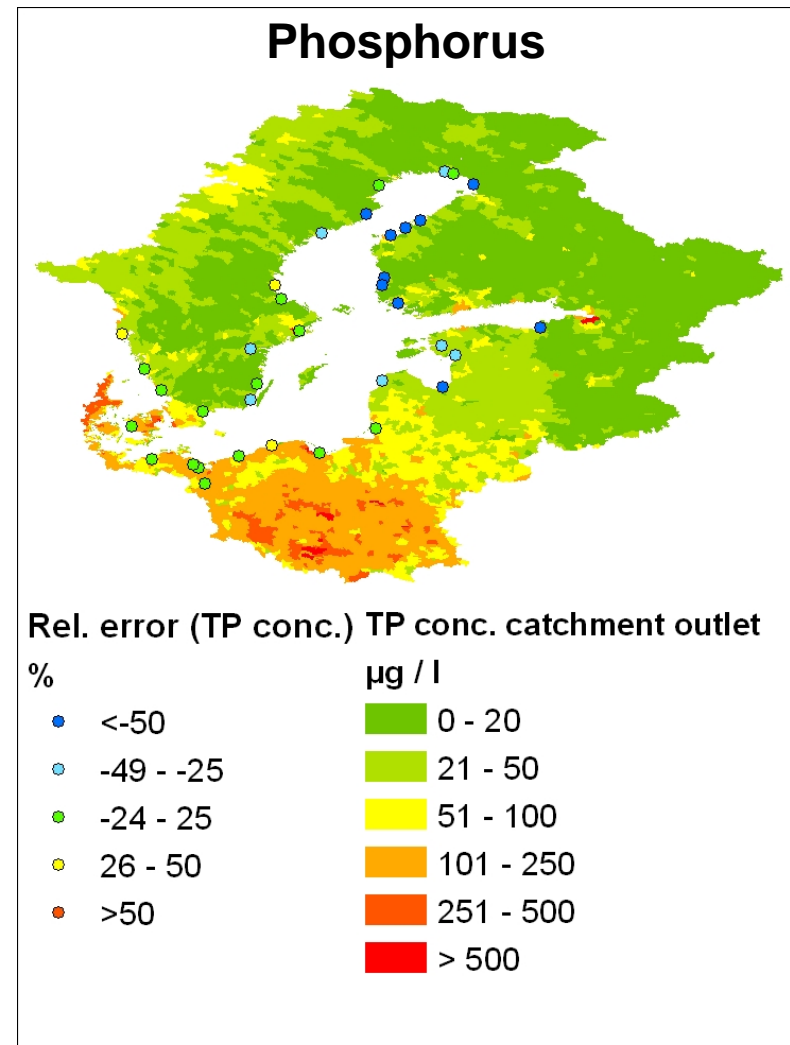 Phosphorus
Rel. error (TP conc.) TP conc. catchment outlet
% µg / l
<-50 0 - 20
-49 - -25 21 - 50
-24 - 25 51 - 100
26 - 50 101 - 250
>50 251 - 500
> 500